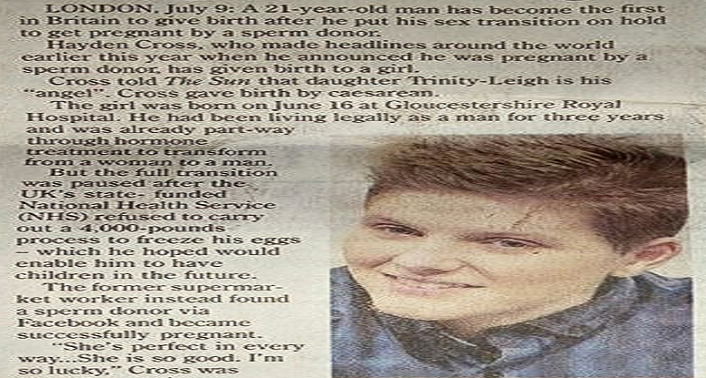 LONDON, July 9: A 21-year-old man has become the first
in Britain to give birth after he put his sex transition on hold
to get pregnant by a sperm donor.
Hayden Cross, who made headlines around the world
earlier this year when he announced he was pregnant by a
sperm donor, has given birth to a girl.
Cross told The Sun that daughter Trinity-Leigh is his
"angel". Cross gave birth by caesarean.
The girl was born on June 16 at Gloucestershire Royal
Hospital. He had been living legally as a man for three years
and was already part-way
through hormone
treatment to transform
from a woman to a man.
But the full transition
was paused after the
UK's state- funded
National Health Service
(NHS) refused to carry
out a 4,000-pounds
process to freeze his eggs
– which he hoped would
enable him to have
children in the future.
The former supermar-
ket worker instead found
a sperm donor via
Facebook and became
successfully pregnant.
"She's perfect in every
way...She is so good. I'm
so lucky," Cross was